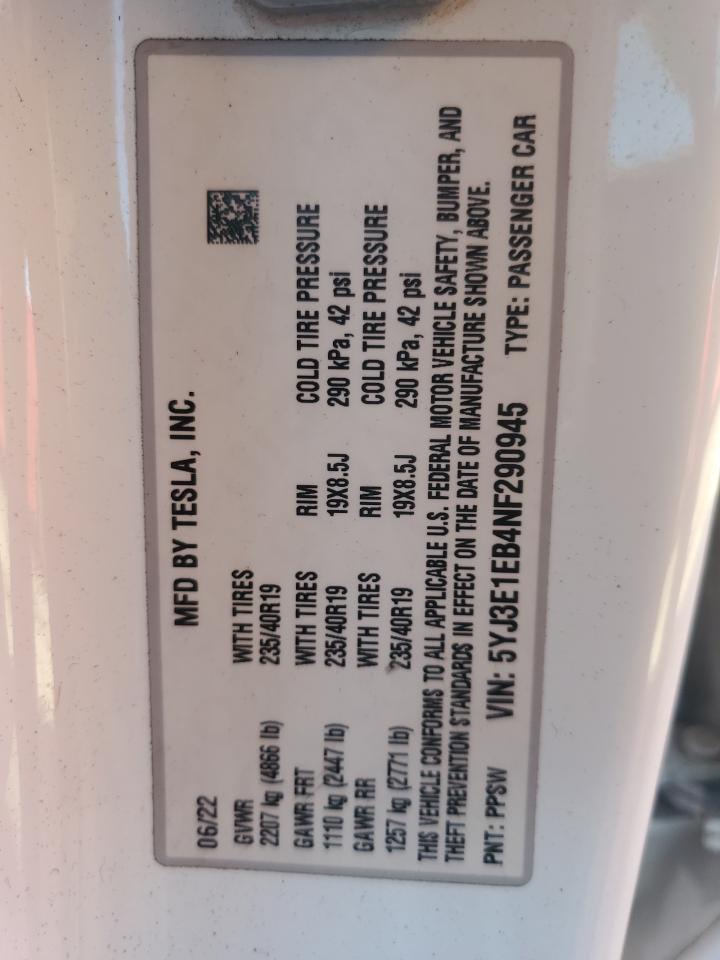 MFD BY TESLA, INC.
06/22
GVWR WITH TIRES
2207 kg (4866 lb) 235/40R19
GAWR FRT WITH TIRES RIM COLD TIRE PRESSURE
1110 kg (2447 lb) 235/40R19 19X8.5J 290 kPa, 42 psi
GAWR RR WITH TIRES RIM COLD TIRE PRESSURE
1257 kg (2771 lb) 235/40R19 19X8.5J 290 kPa, 42 psi
THIS VEHICLE CONFORMS TO ALL APPLICABLE U.S. FEDERAL MOTOR VEHICLE SAFETY, BUMPER, AND
THEFT PREVENTION STANDARDS IN EFFECT ON THE DATE OF MANUFACTURE SHOWN ABOVE.
PNT: PPSW VIN: 5YJ3E1EB4NF290945 TYPE: PASSENGER CAR